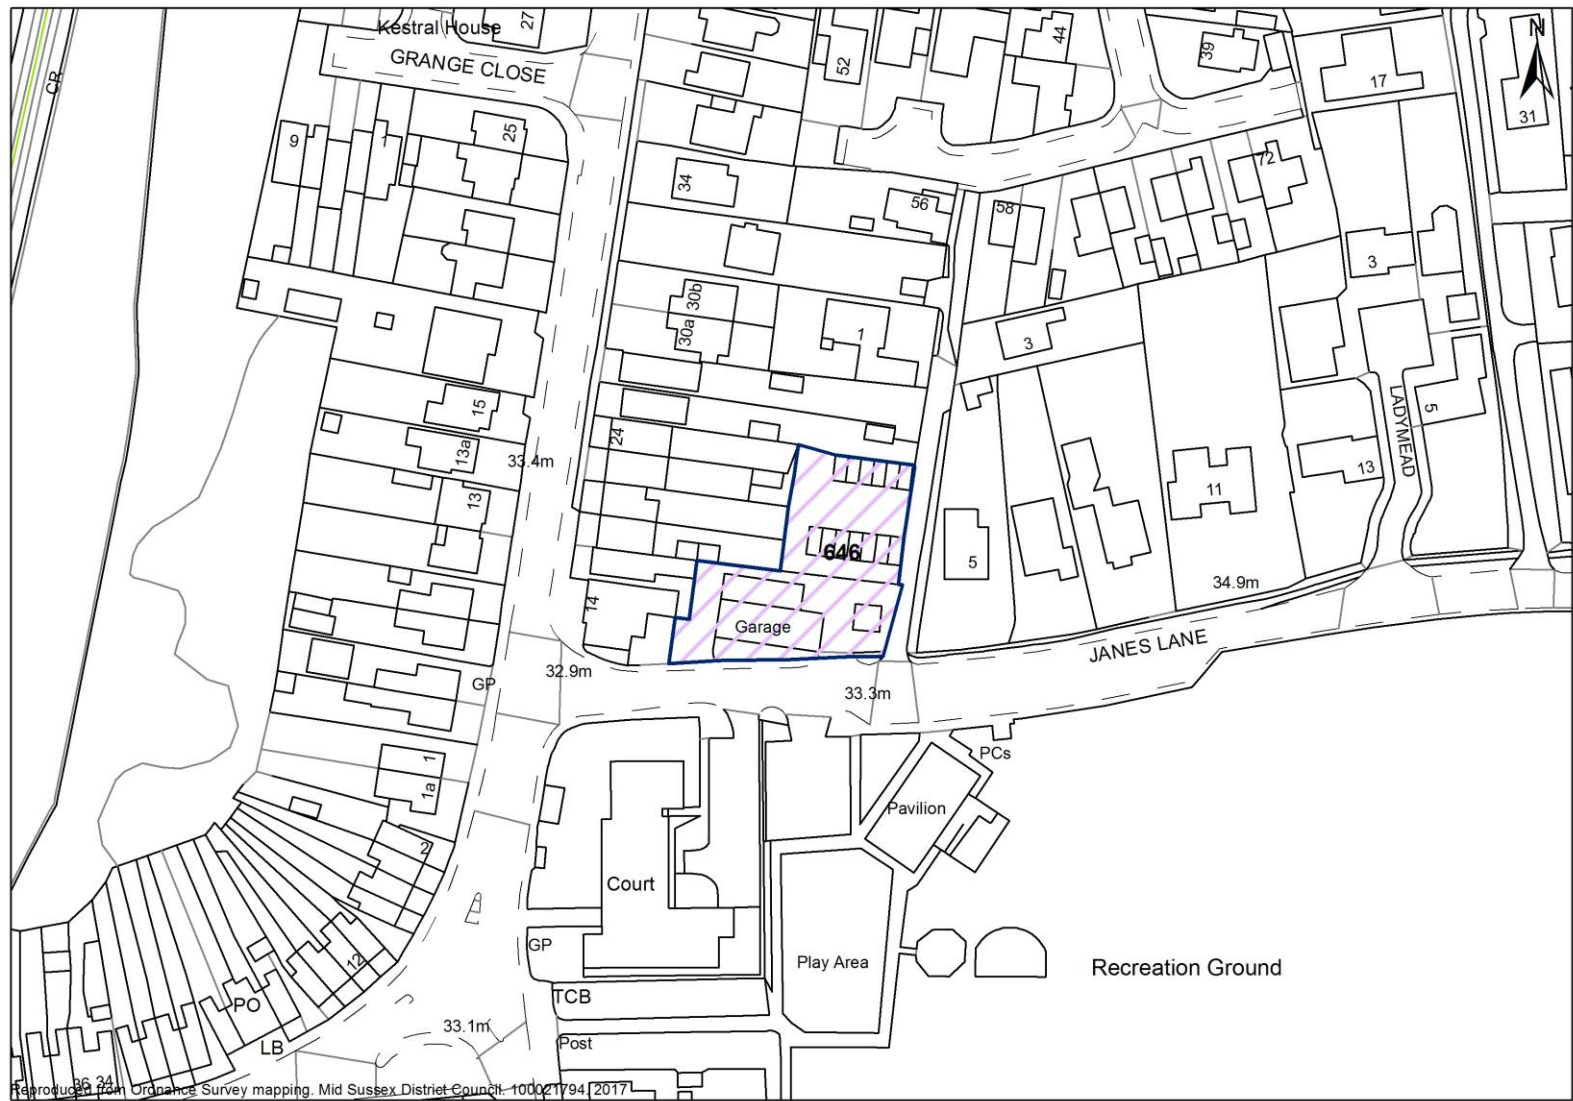 Kestral House
27
GRANGE CLOSE
CR
52
44
39
17
N
31
9
1
25
34
56
58
72
3
30b
30a
1
3
15
13a
33.4m
24
13
LADYMEAD
5
13
11
646
5
34.9m
14
Garage
JANES LANE
32.9m
GP
33.3m
1
1a
PCs
Pavilion
2
Court
12
GP
Play Area
Recreation Ground
PO
TCB
33.1m
LB
Post
36 34
Reproduced from Ordnance Survey mapping. Mid Sussex District Council. 100021794. 2017